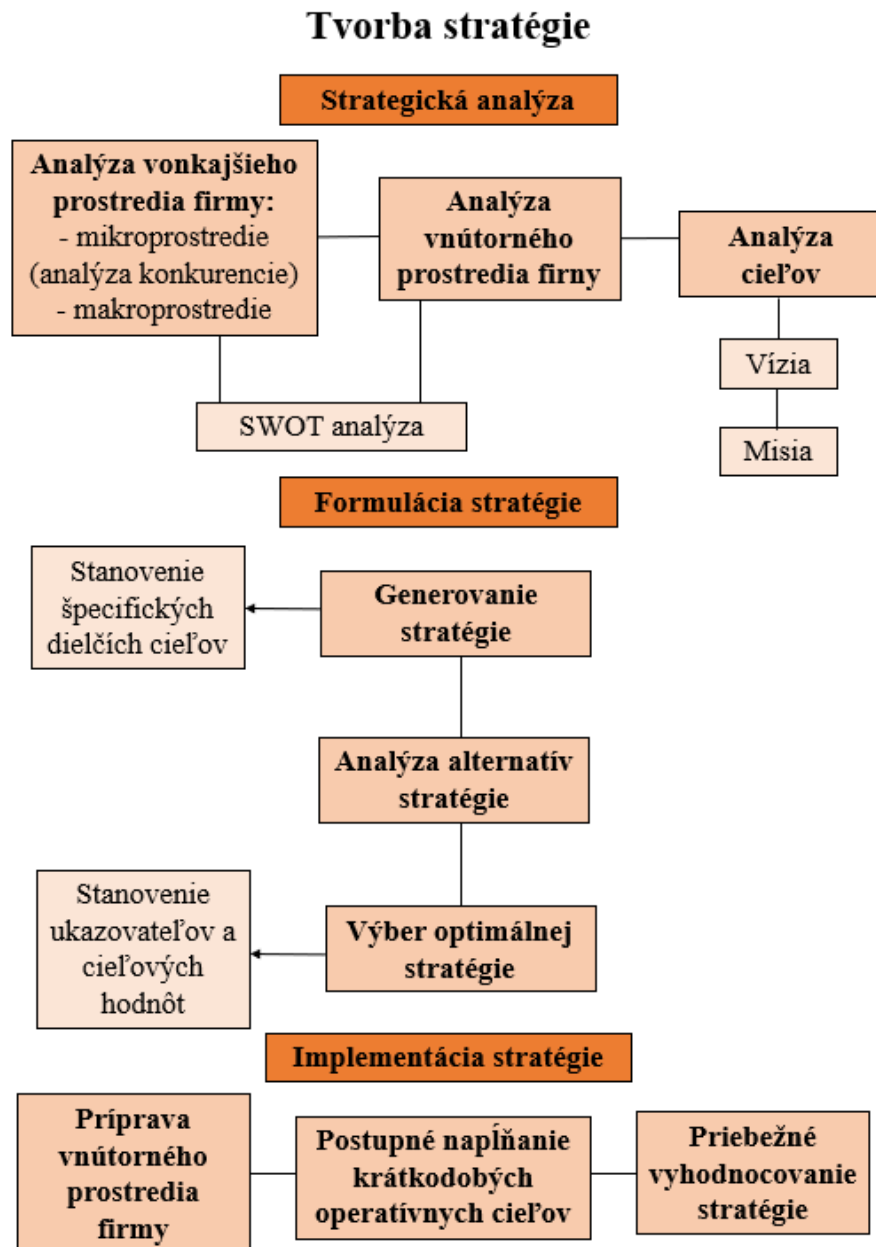 Tvorba stratégie
Strategická analýza
Analýza vonkajšieho
prostredia firmy:
- mikroprostredie
(analýza konkurencie)
- makroprostredie
Analýza
vnútorného
prostredia firny
Analýza
cieľov
Vízia
Misia
SWOT analýza
Formulácia stratégie
Stanovenie
špecifických
dielčích cieľov
Generovanie
stratégie
Analýza alternatív
stratégie
Stanovenie
ukazovateľov a
cieľových
hodnôt
Výber optimálnej
stratégie
Implementácia stratégie
Príprava
vnútorného
prostredia
firmy
Postupné napĺňanie
krátkodobých
operatívnych cieľov
Priebežné
vyhodnocovanie
stratégie